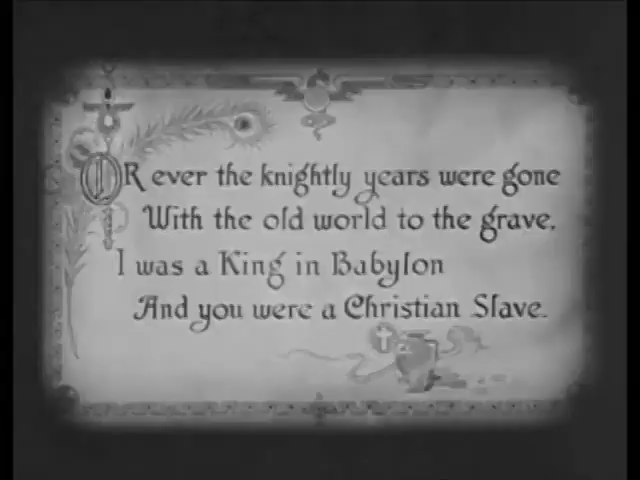 OR ever the knightly years were gone
With the old world to the grave,
I was a King in Babylon
And you were a Christian Slave.